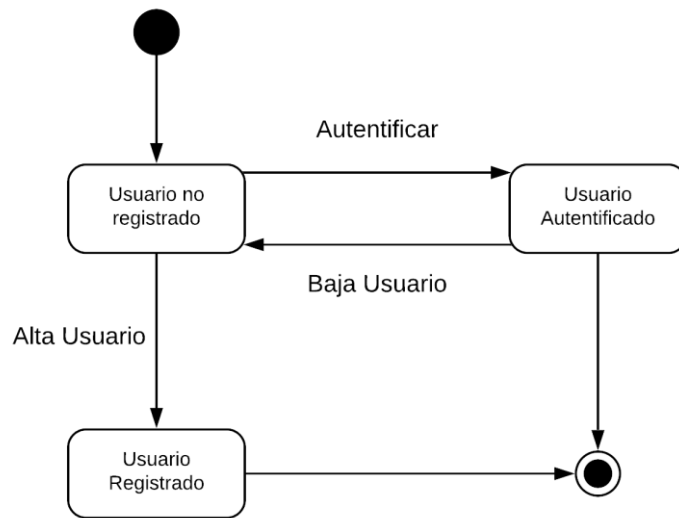 Autentificar
Usuario no
registrado
Usuario
Autentificado
Baja Usuario
Alta Usuario
Usuario
Registrado